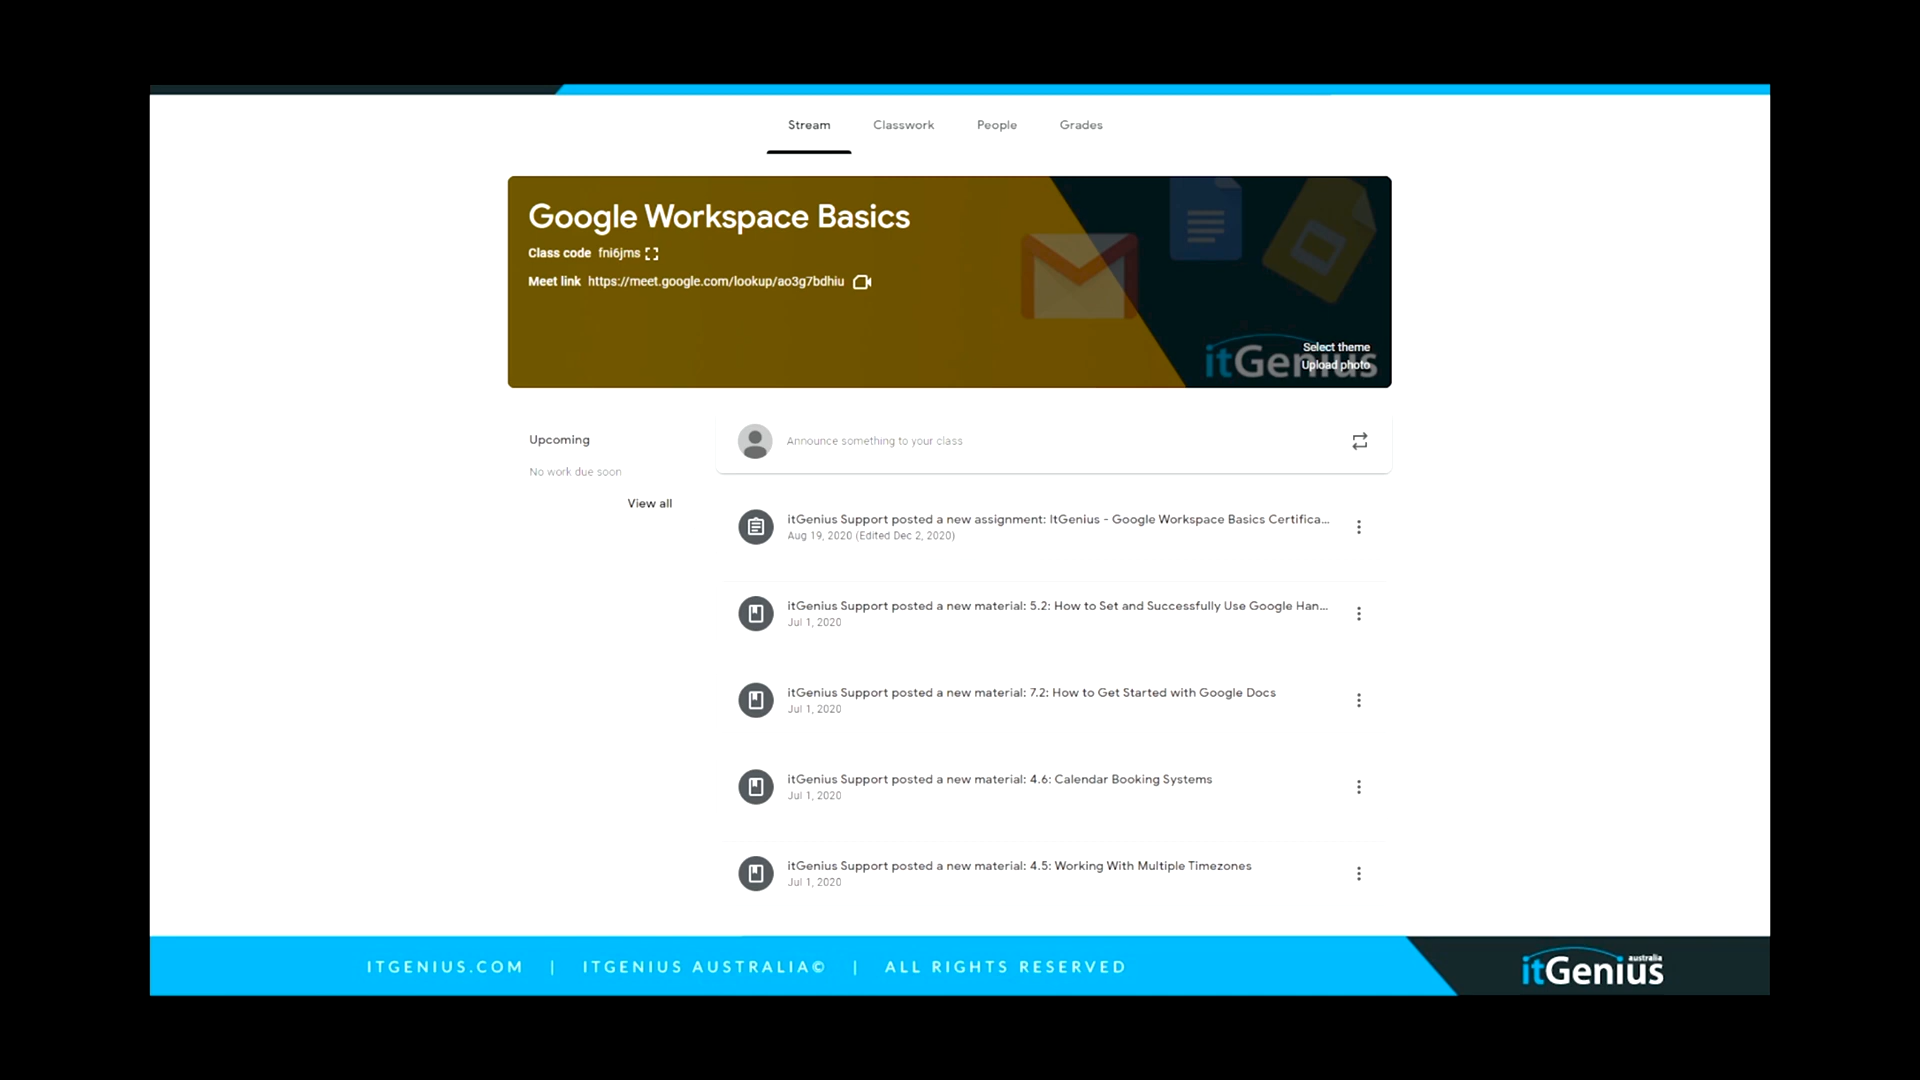 Stream
Classwork
People
Grades
Google Workspace Basics
Class code fni6jms
Meet link https://meet.google.com/lookup/ao3g7bdhiu
Select theme
Upload photo
itGenius
Upcoming
No work due soon
View all
Announce something to your class
itGenius Support posted a new assignment: ItGenius - Google Workspace Basics Certifica...
Aug 19, 2020 (Edited Dec 2, 2020)
itGenius Support posted a new material: 5.2: How to Set and Successfully Use Google Han...
Jul 1, 2020
itGenius Support posted a new material: 7.2: How to Get Started with Google Docs
Jul 1, 2020
itGenius Support posted a new material: 4.6: Calendar Booking Systems
Jul 1, 2020
itGenius Support posted a new material: 4.5: Working With Multiple Timezones
Jul 1, 2020
ITGENIUS.COM | ITGENIUS AUSTRALIA© | ALL RIGHTS RESERVED
australia
itGenius